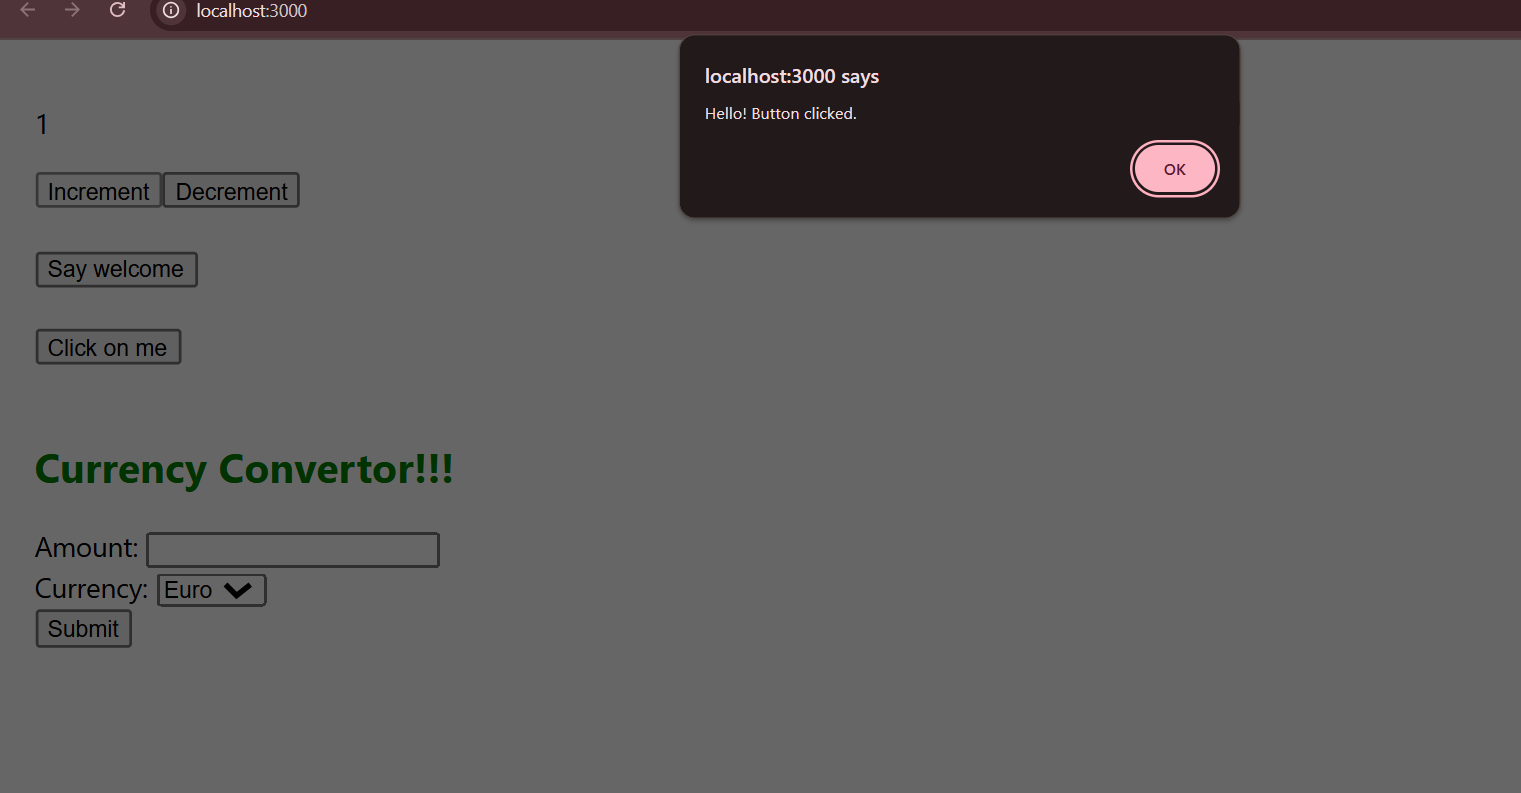 localhost:3000
localhost:3000 says
Hello! Button clicked.
OK
1
Increment Decrement
Say welcome
Click on me
Currency Convertor!!!
Amount:
Currency: Euro
Submit